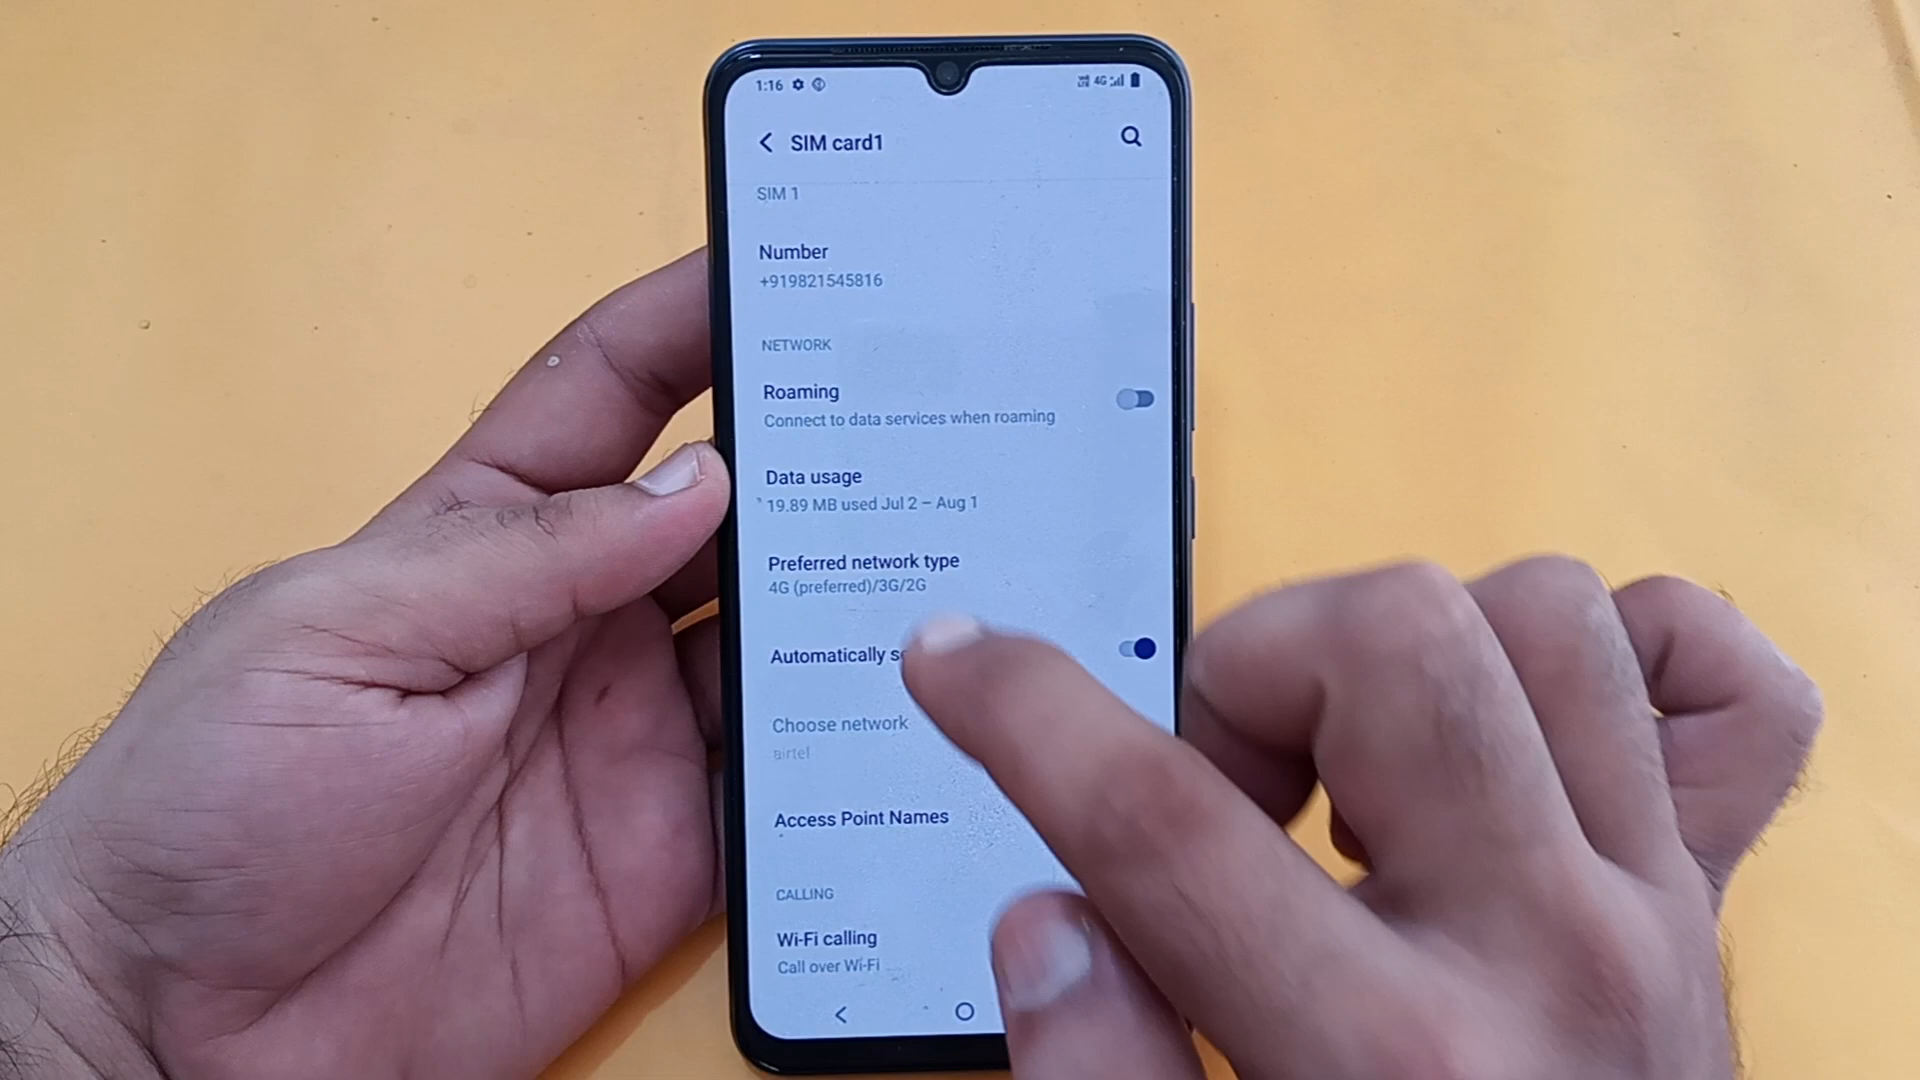 1:16 4G
SIM card1
SIM 1
Number
+919821545816
NETWORK
Roaming
Connect to data services when roaming
Data usage
19.89 MB used Jul 2 – Aug 1
Preferred network type
4G (preferred)/3G/2G
Automatically
Choose network
airtel
Access Point Names
CALLING
Wi-Fi calling
Call over Wi-Fi